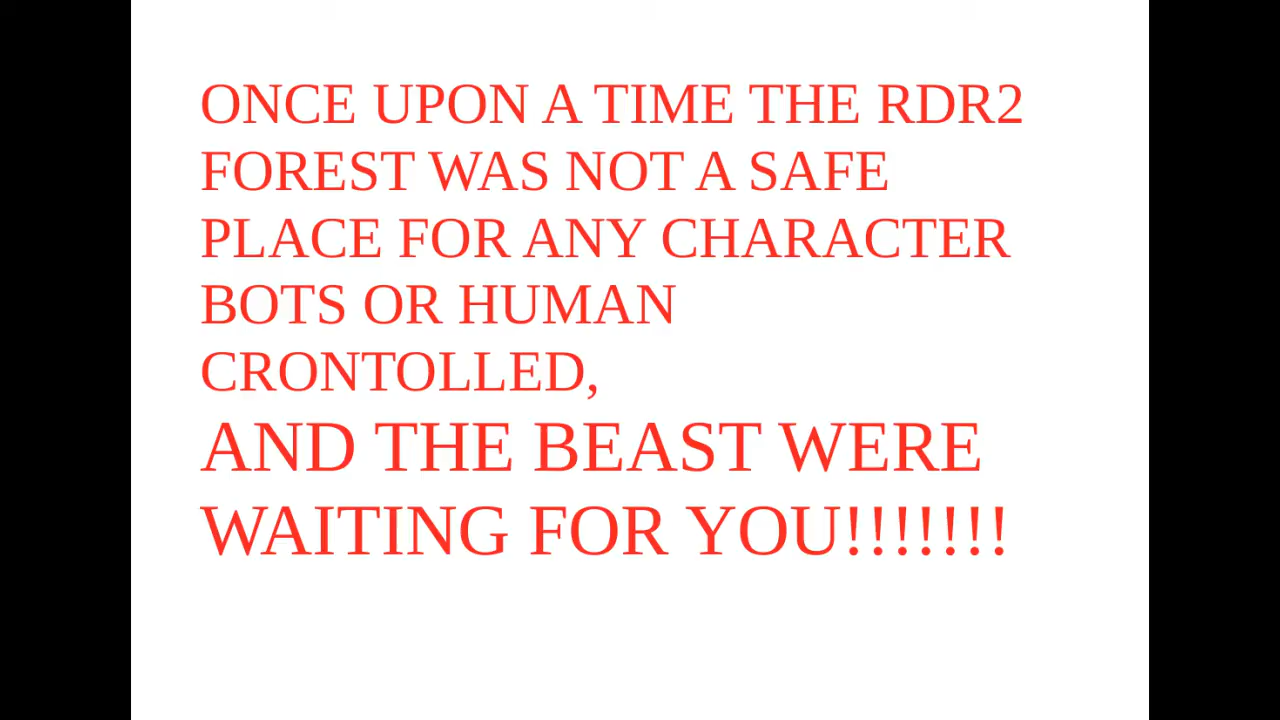 ONCE UPON A TIME THE RDR2
FOREST WAS NOT A SAFE
PLACE FOR ANY CHARACTER
BOTS OR HUMAN
CRONTOLLED,
AND THE BEAST WERE
WAITING FOR YOU!!!!!!!